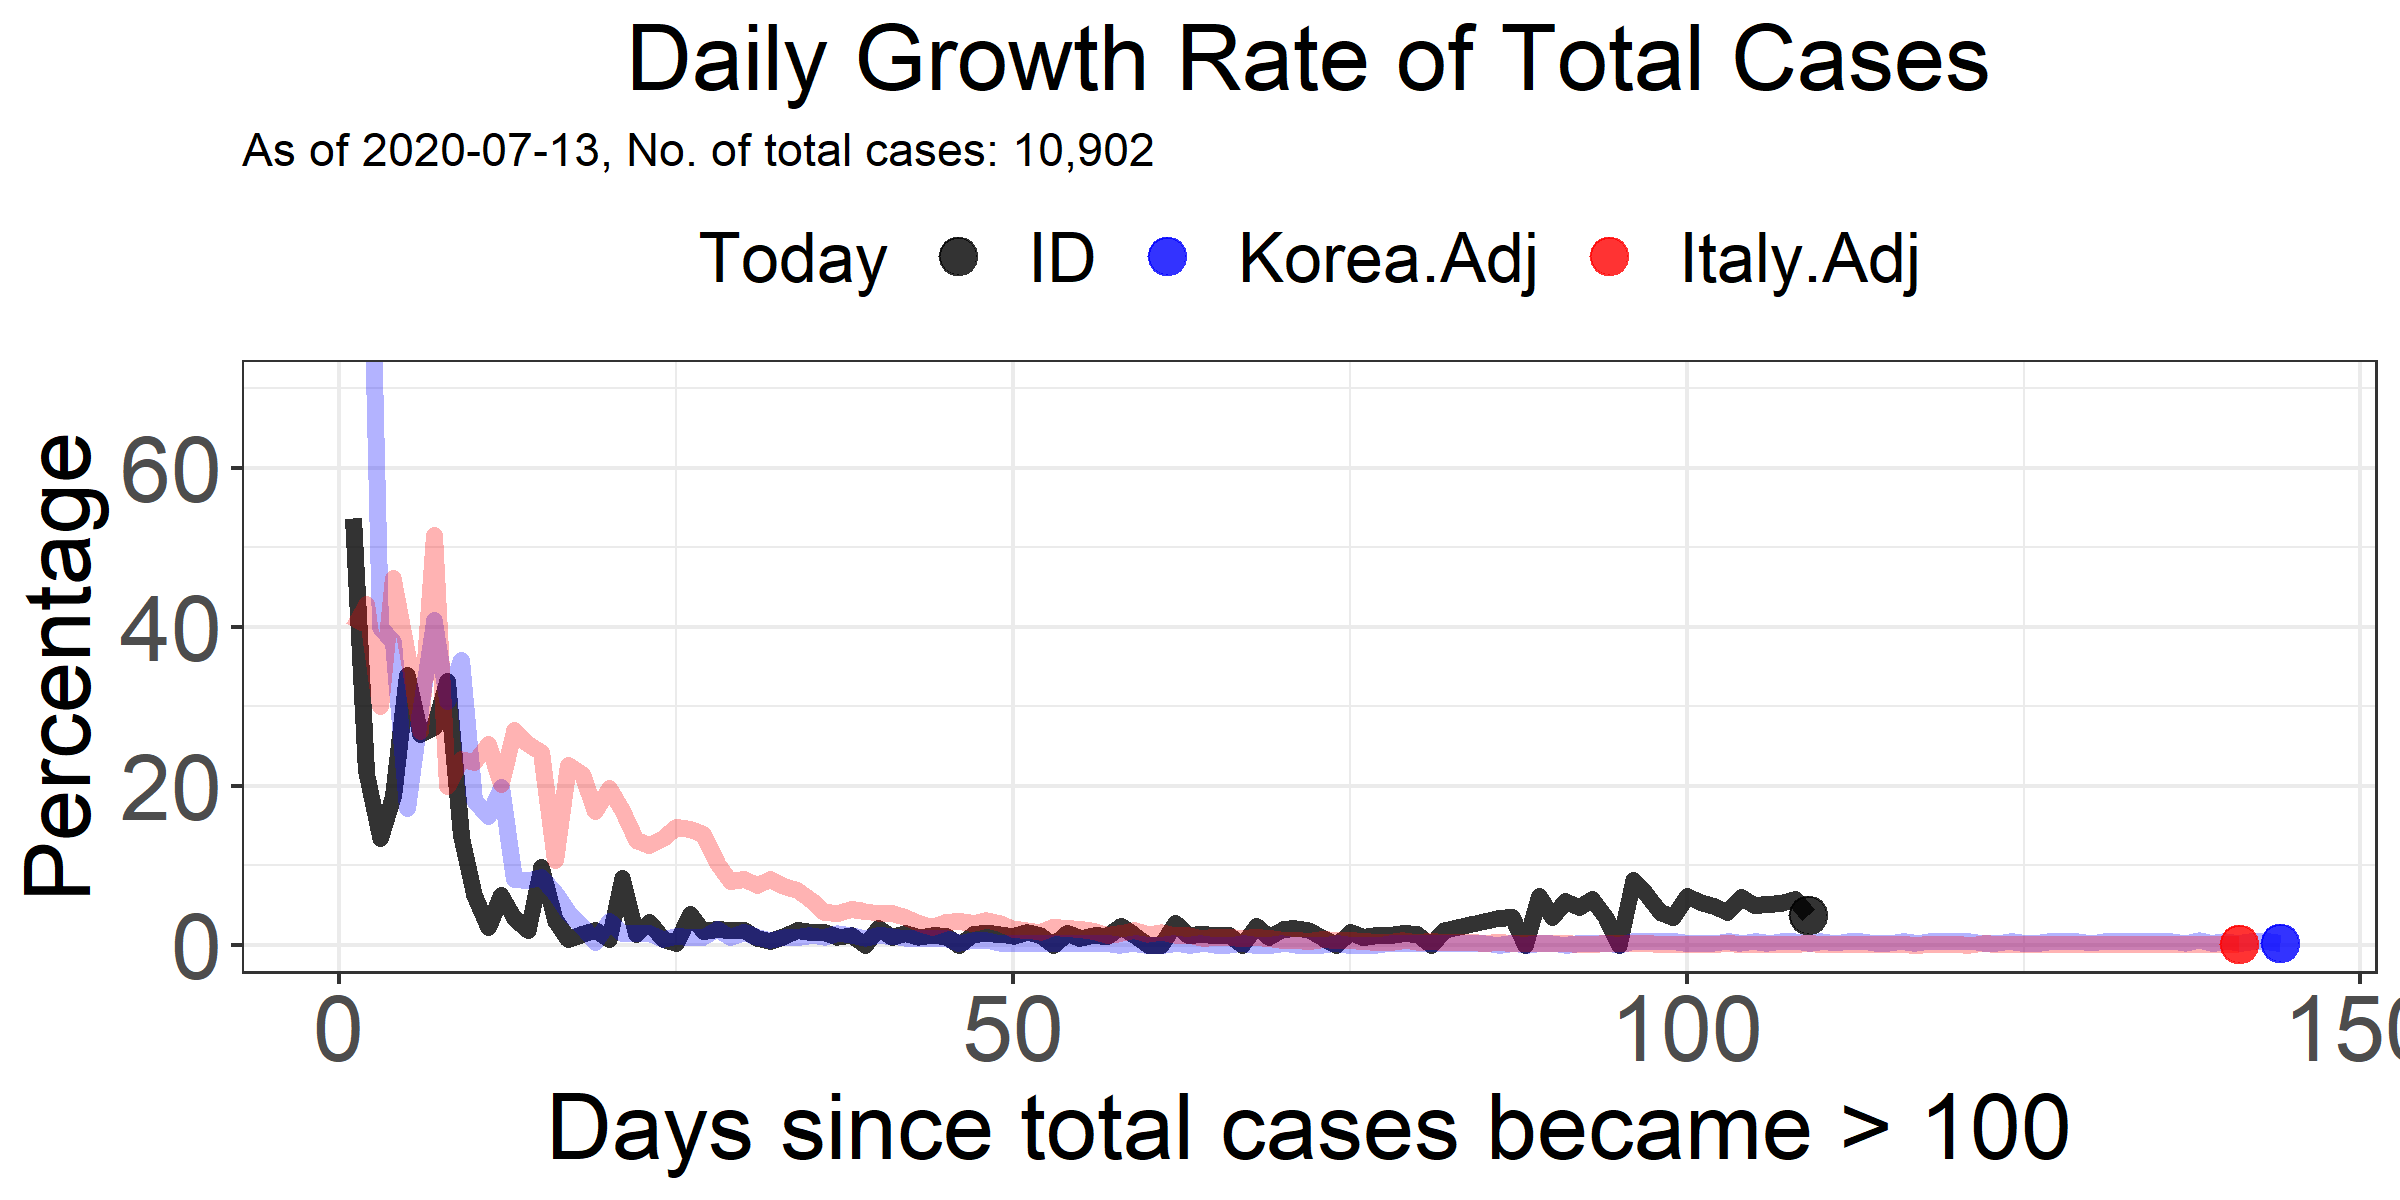 Daily Growth Rate of Total Cases
As of 2020-07-13, No. of total cases: 10,902
Today ID Korea.Adj Italy.Adj
Percentage
60
40
20
0
0 50 100 150
Days since total cases became > 100